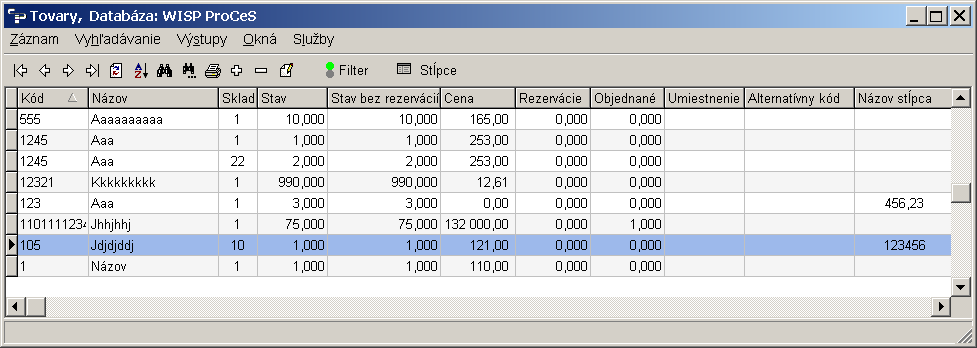 Tovary, Databáza: WISP ProCeS
Záznam Vyhľadávanie Výstupy Okná Služby
Filter Stĺpce
Kód Názov Sklad Stav Stav bez rezervácií Cena Rezervácie Objednané Umiestnenie Alternatívny kód Názov stĺpca
555 Aaaaaaaaaa 1 10,000 10,000 165,00 0,000 0,000
1245 Aaa 1 1,000 1,000 253,00 0,000 0,000
1245 Aaa 22 2,000 2,000 253,00 0,000 0,000
12321 Kkkkkkkkk 1 990,000 990,000 12,61 0,000 0,000
123 Aaa 1 3,000 3,000 0,00 0,000 0,000 456,23
1101111234 Jhhjhhj 1 75,000 75,000 132 000,00 0,000 1,000
105 Jdjdjddj 10 1,000 1,000 121,00 0,000 0,000 123456
1 Názov 1 1,000 1,000 110,00 0,000 0,000